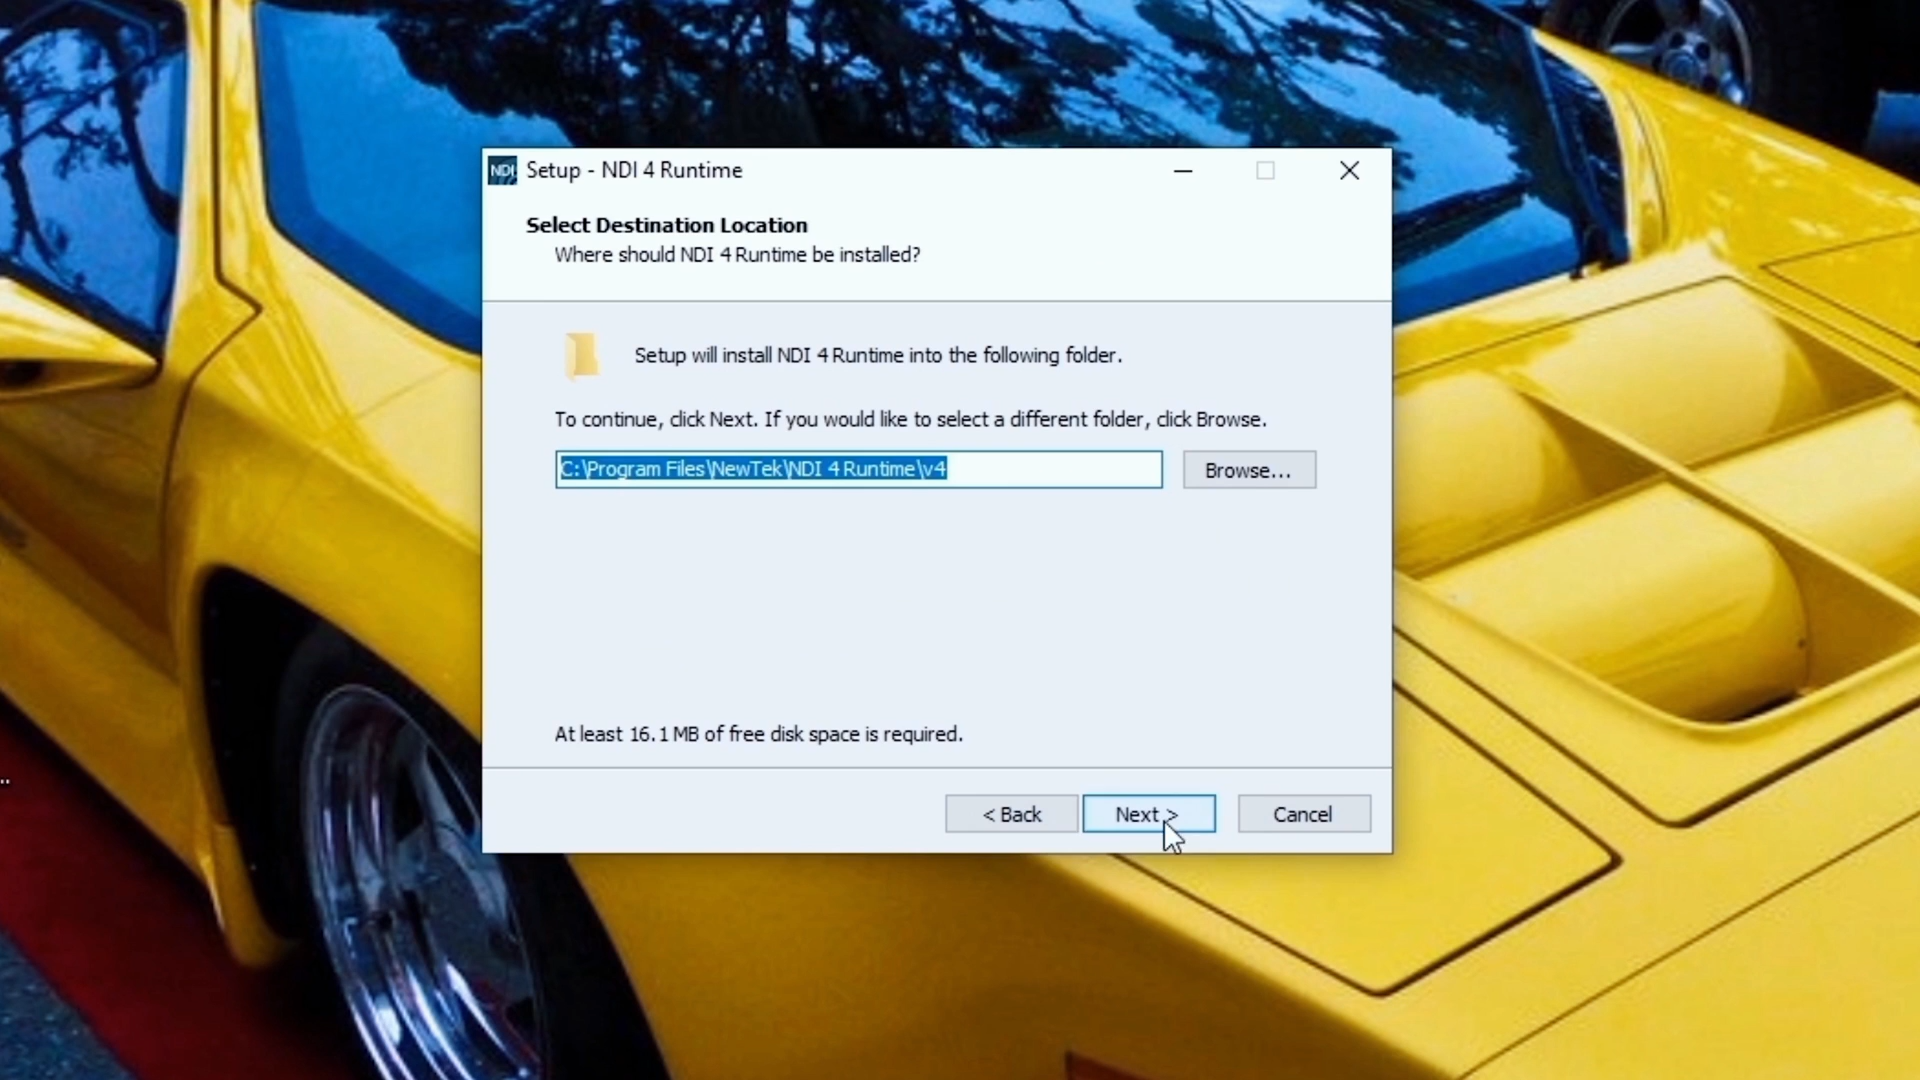 NDI Setup - NDI 4 Runtime
Select Destination Location
Where should NDI 4 Runtime be installed?
Setup will install NDI 4 Runtime into the following folder.
To continue, click Next. If you would like to select a different folder, click Browse.
C:\Program Files\NewTek\NDI 4 Runtime\v4 Browse...
At least 16.1 MB of free disk space is required.
< Back Next > Cancel
..